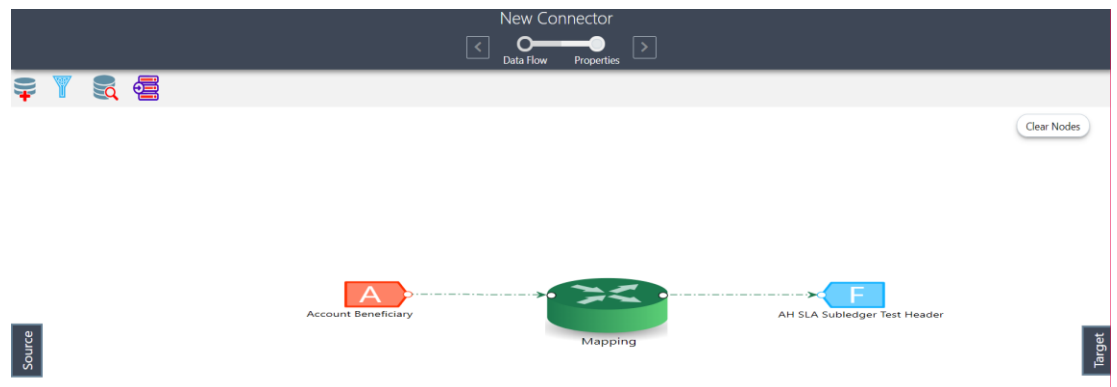 New Connector
<
>
Data Flow
Properties
Clear Nodes
A
F
Account Beneficiary
AH SLA Subledger Test Header
Mapping
Source
Target